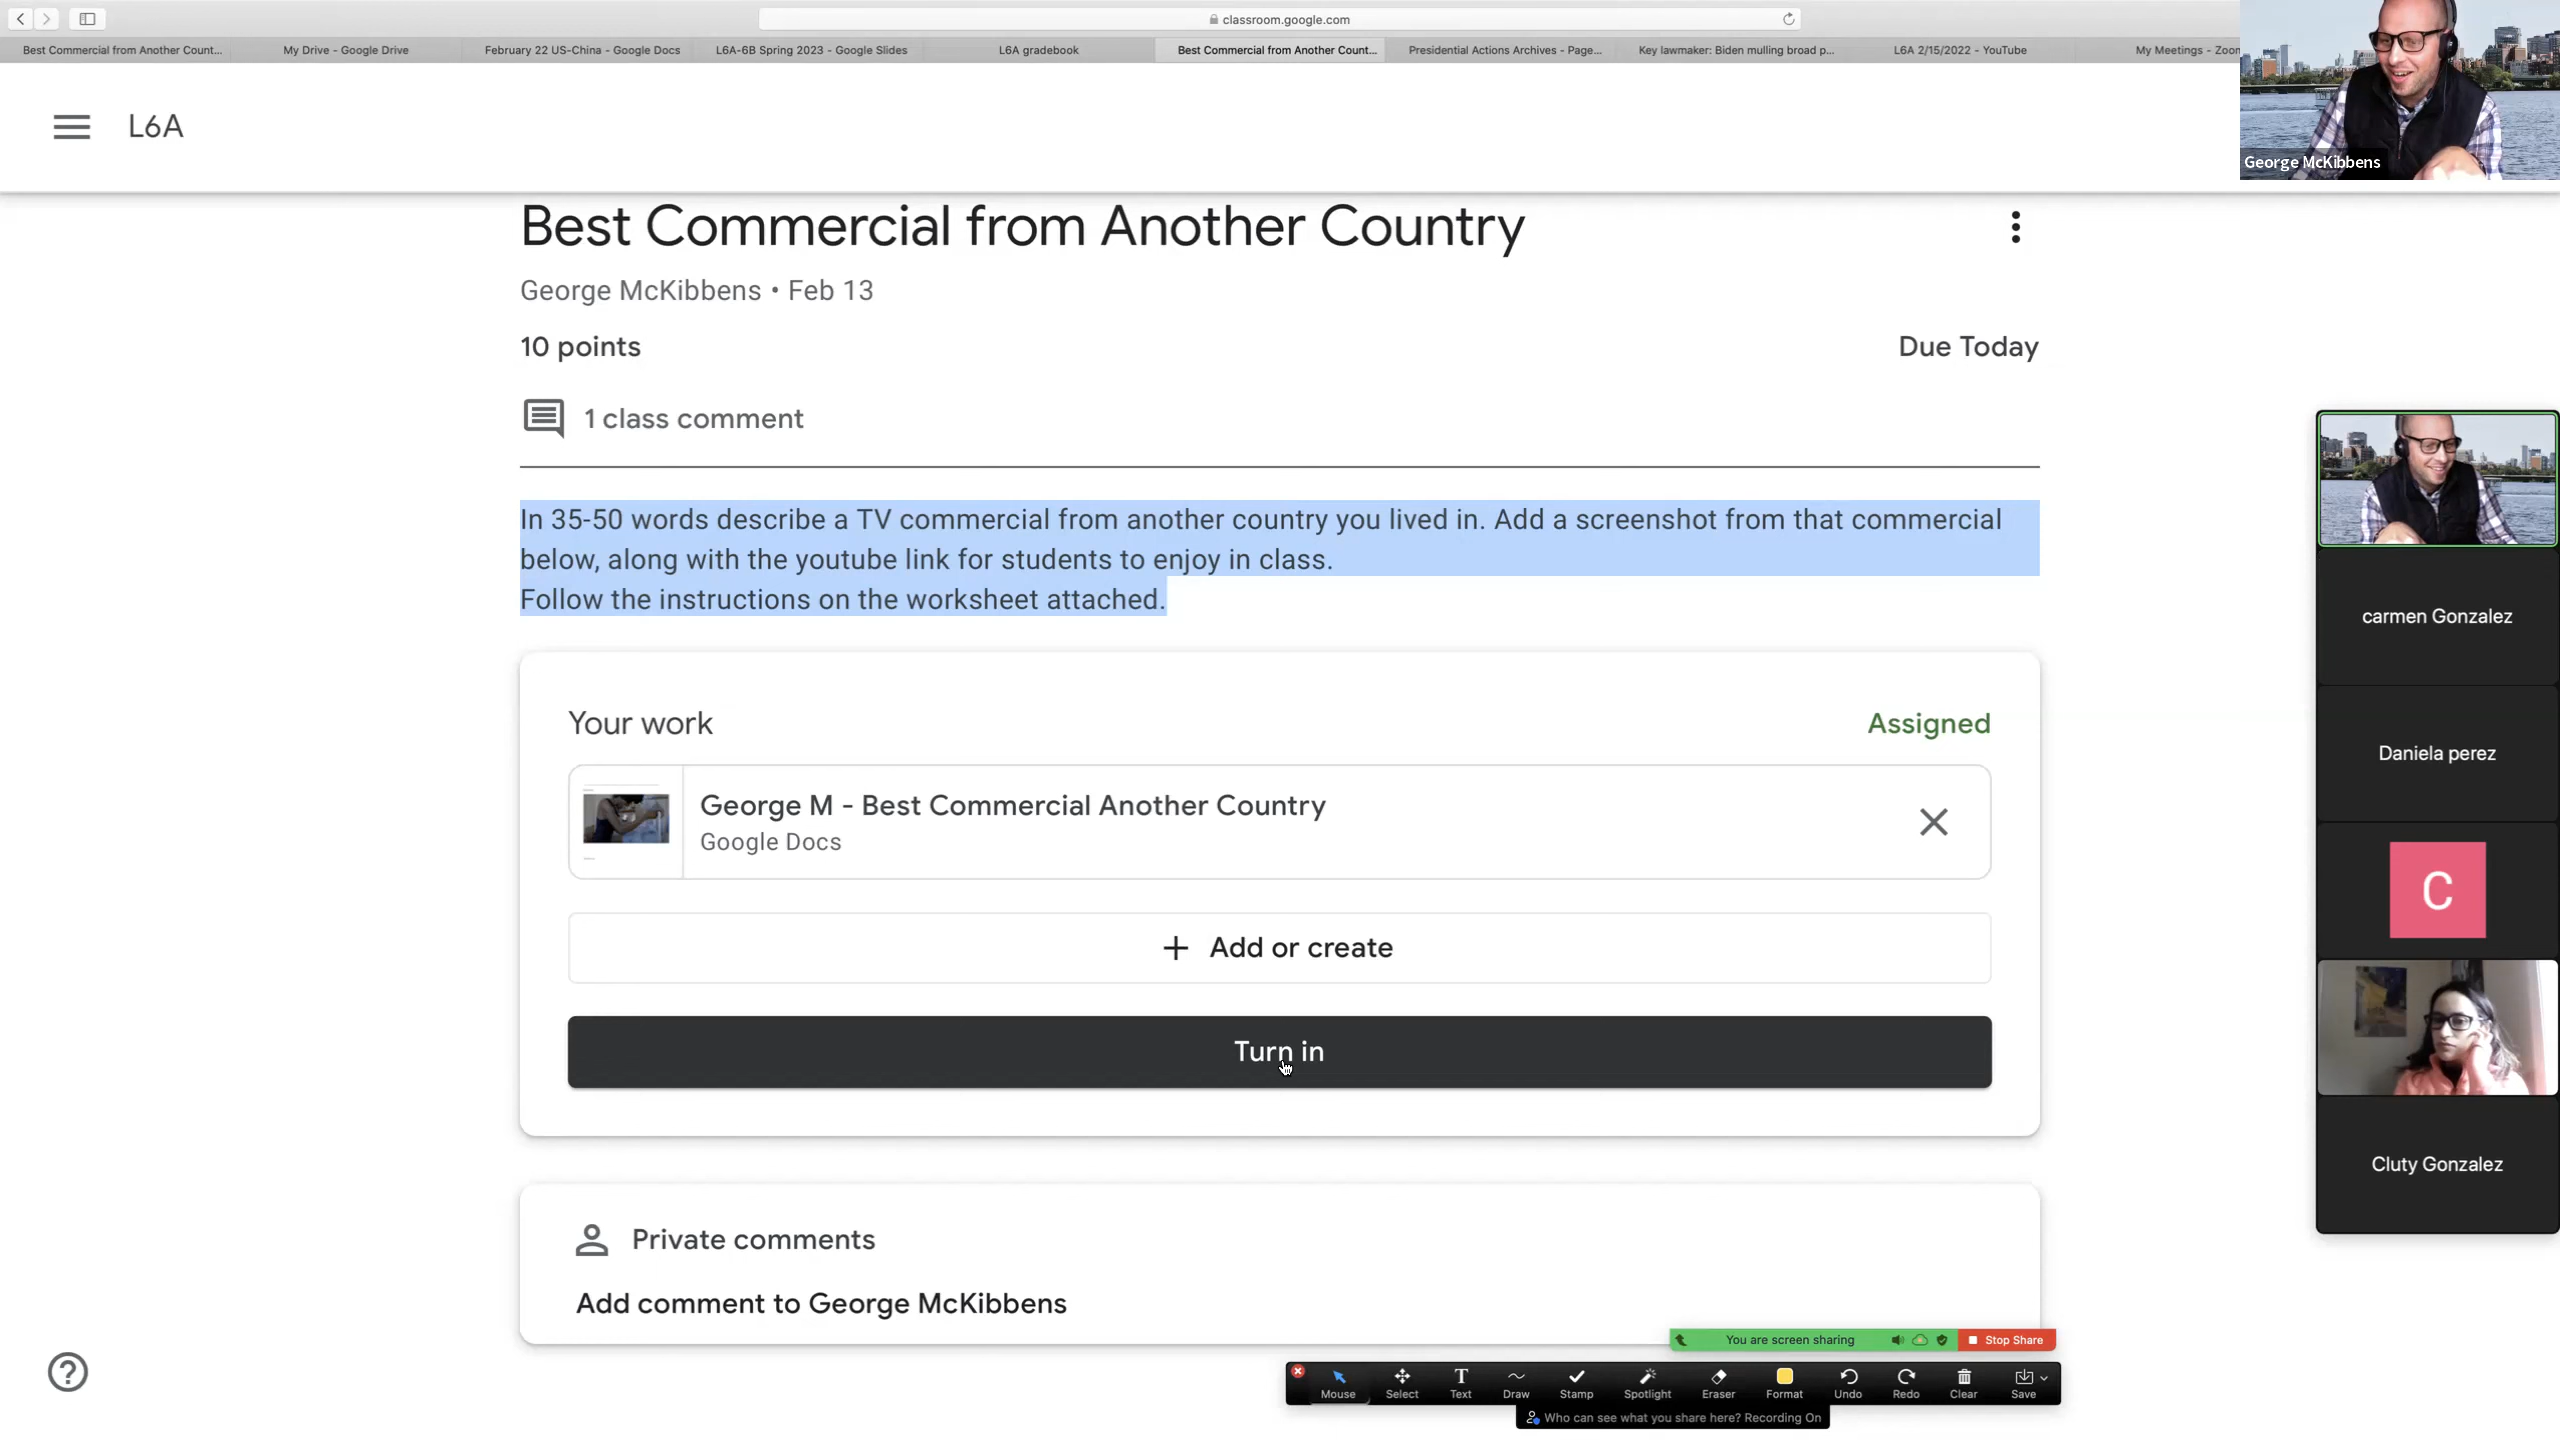 classroom.google.com
Best Commercial from Another Count...
My Drive - Google Drive
February 22 US-China - Google Docs
L6A-6B Spring 2023 - Google Slides
L6A gradebook
Best Commercial from Another Count...
Presidential Actions Archives - Page...
Key lawmaker: Biden mulling broad p...
L6A 2/15/2022 - YouTube
My Meetings - Zoom
L6A
George McKibbens
Best Commercial from Another Country
George McKibbens • Feb 13
10 points
Due Today
1 class comment
In 35-50 words describe a TV commercial from another country you lived in. Add a screenshot from that commercial
below, along with the youtube link for students to enjoy in class.
Follow the instructions on the worksheet attached.
carmen Gonzalez
Your work
Assigned
Daniela perez
George M - Best Commercial Another Country
Google Docs
C
+ Add or create
Turn in
Cluty Gonzalez
Private comments
Add comment to George McKibbens
You are screen sharing
Stop Share
Mouse
Select
Text
Draw
Stamp
Spotlight
Eraser
Format
Undo
Redo
Clear
Save
Who can see what you share here? Recording On